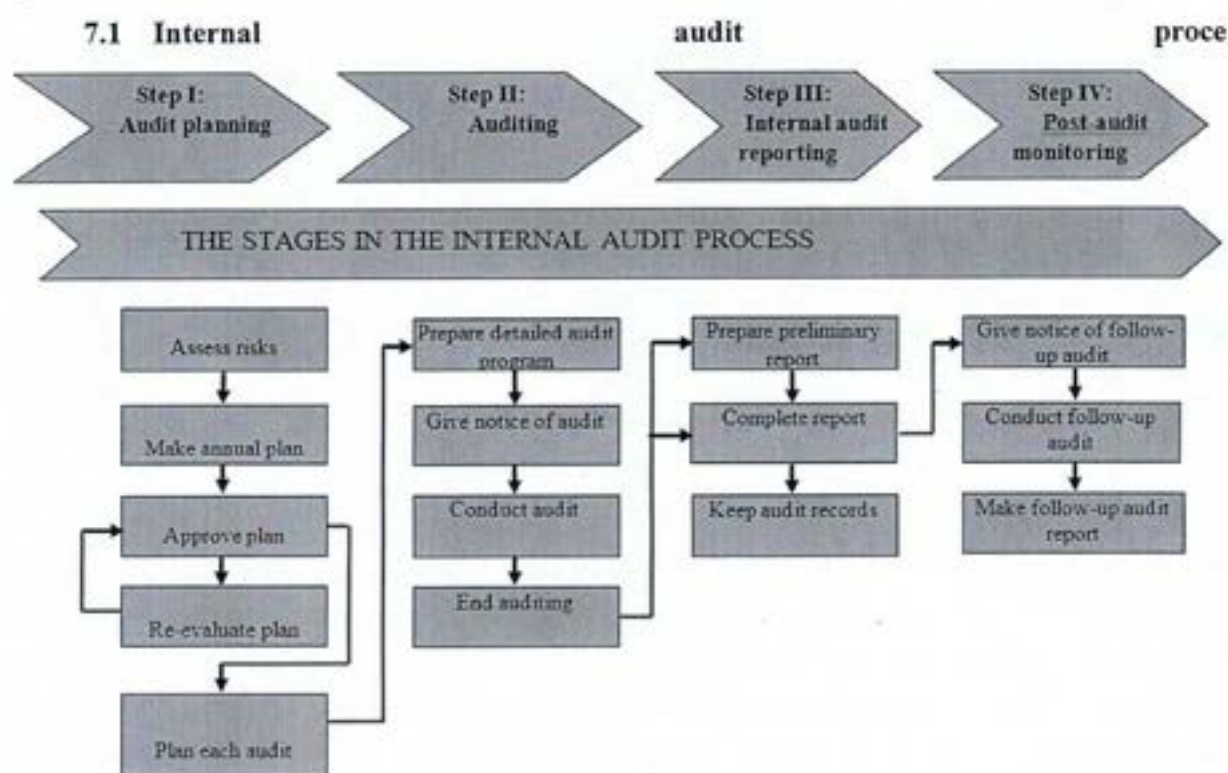 7.1 Internal audit proce
Step I:
Audit planning
Step II:
Auditing
Step III:
Internal audit
reporting
Step IV:
Post-audit
monitoring
THE STAGES IN THE INTERNAL AUDIT PROCESS
Assess risks
Make annual plan
Approve plan
Re-evaluate plan
Plan each audit
Prepare detailed audit
program
Give notice of audit
Conduct audit
End auditing
Prepare preliminary
report
Complete report
Keep audit records
Give notice of follow-
up audit
Conduct follow-up
audit
Make follow-up audit
report